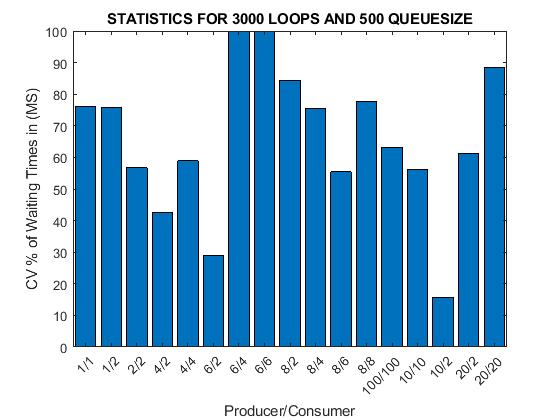 STATISTICS FOR 3000 LOOPS AND 500 QUEUESIZE
100
90
80
70
60
50
40
30
20
10
0
CV % of Waiting Times in (MS)
1/1 1/2 2/2 4/2 4/4 6/2 6/4 6/6 8/2 8/4 8/6 8/8 100/100 10/10 10/2 20/2 20/20
Producer/Consumer